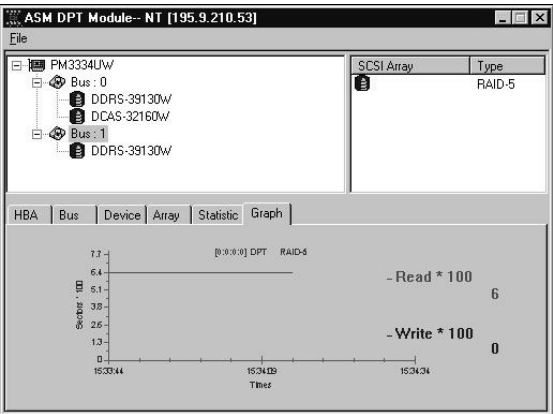 ASM DPT Module-- NT [195.9.210.53]
File
PM3334UW
Bus : 0
DDRS-39130W
DCAS-32160W
Bus : 1
DDRS-39130W
SCSI Array Type
RAID-5
HBA Bus Device Array Statistic Graph
[0:0:0:0] DPT RAID-5
7.7
6.4
5.1
3.8
2.6
1.3
0
Sectors * 100
15:33:44 15:34:09 15:34:34
Times
- Read * 100
6
- Write * 100
0